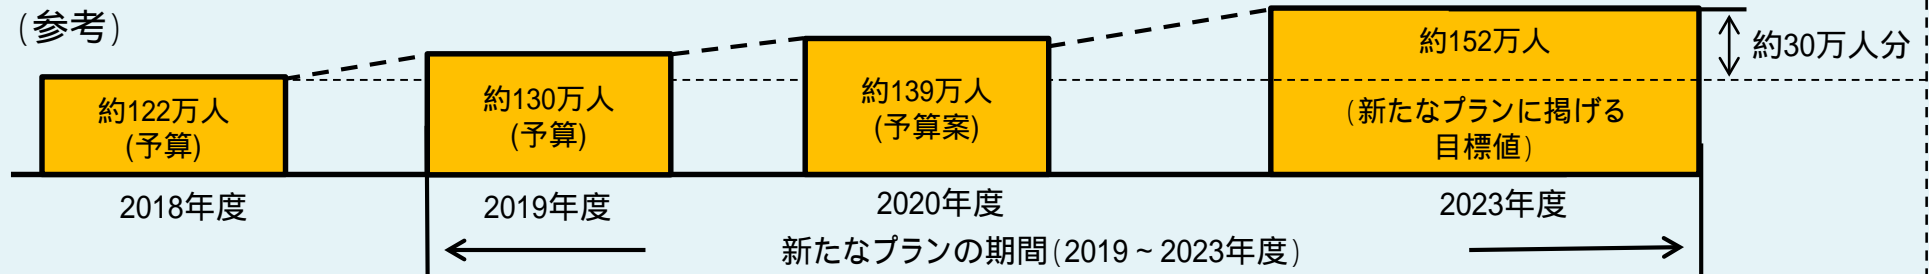 (参考)
約122万人
(予算)
約130万人
(予算)
約139万人
(予算案)
約152万人
(新たなプランに掲げる
目標値)
約30万人分
2018年度
2019年度
2020年度
2023年度
新たなプランの期間(2019~2023年度)